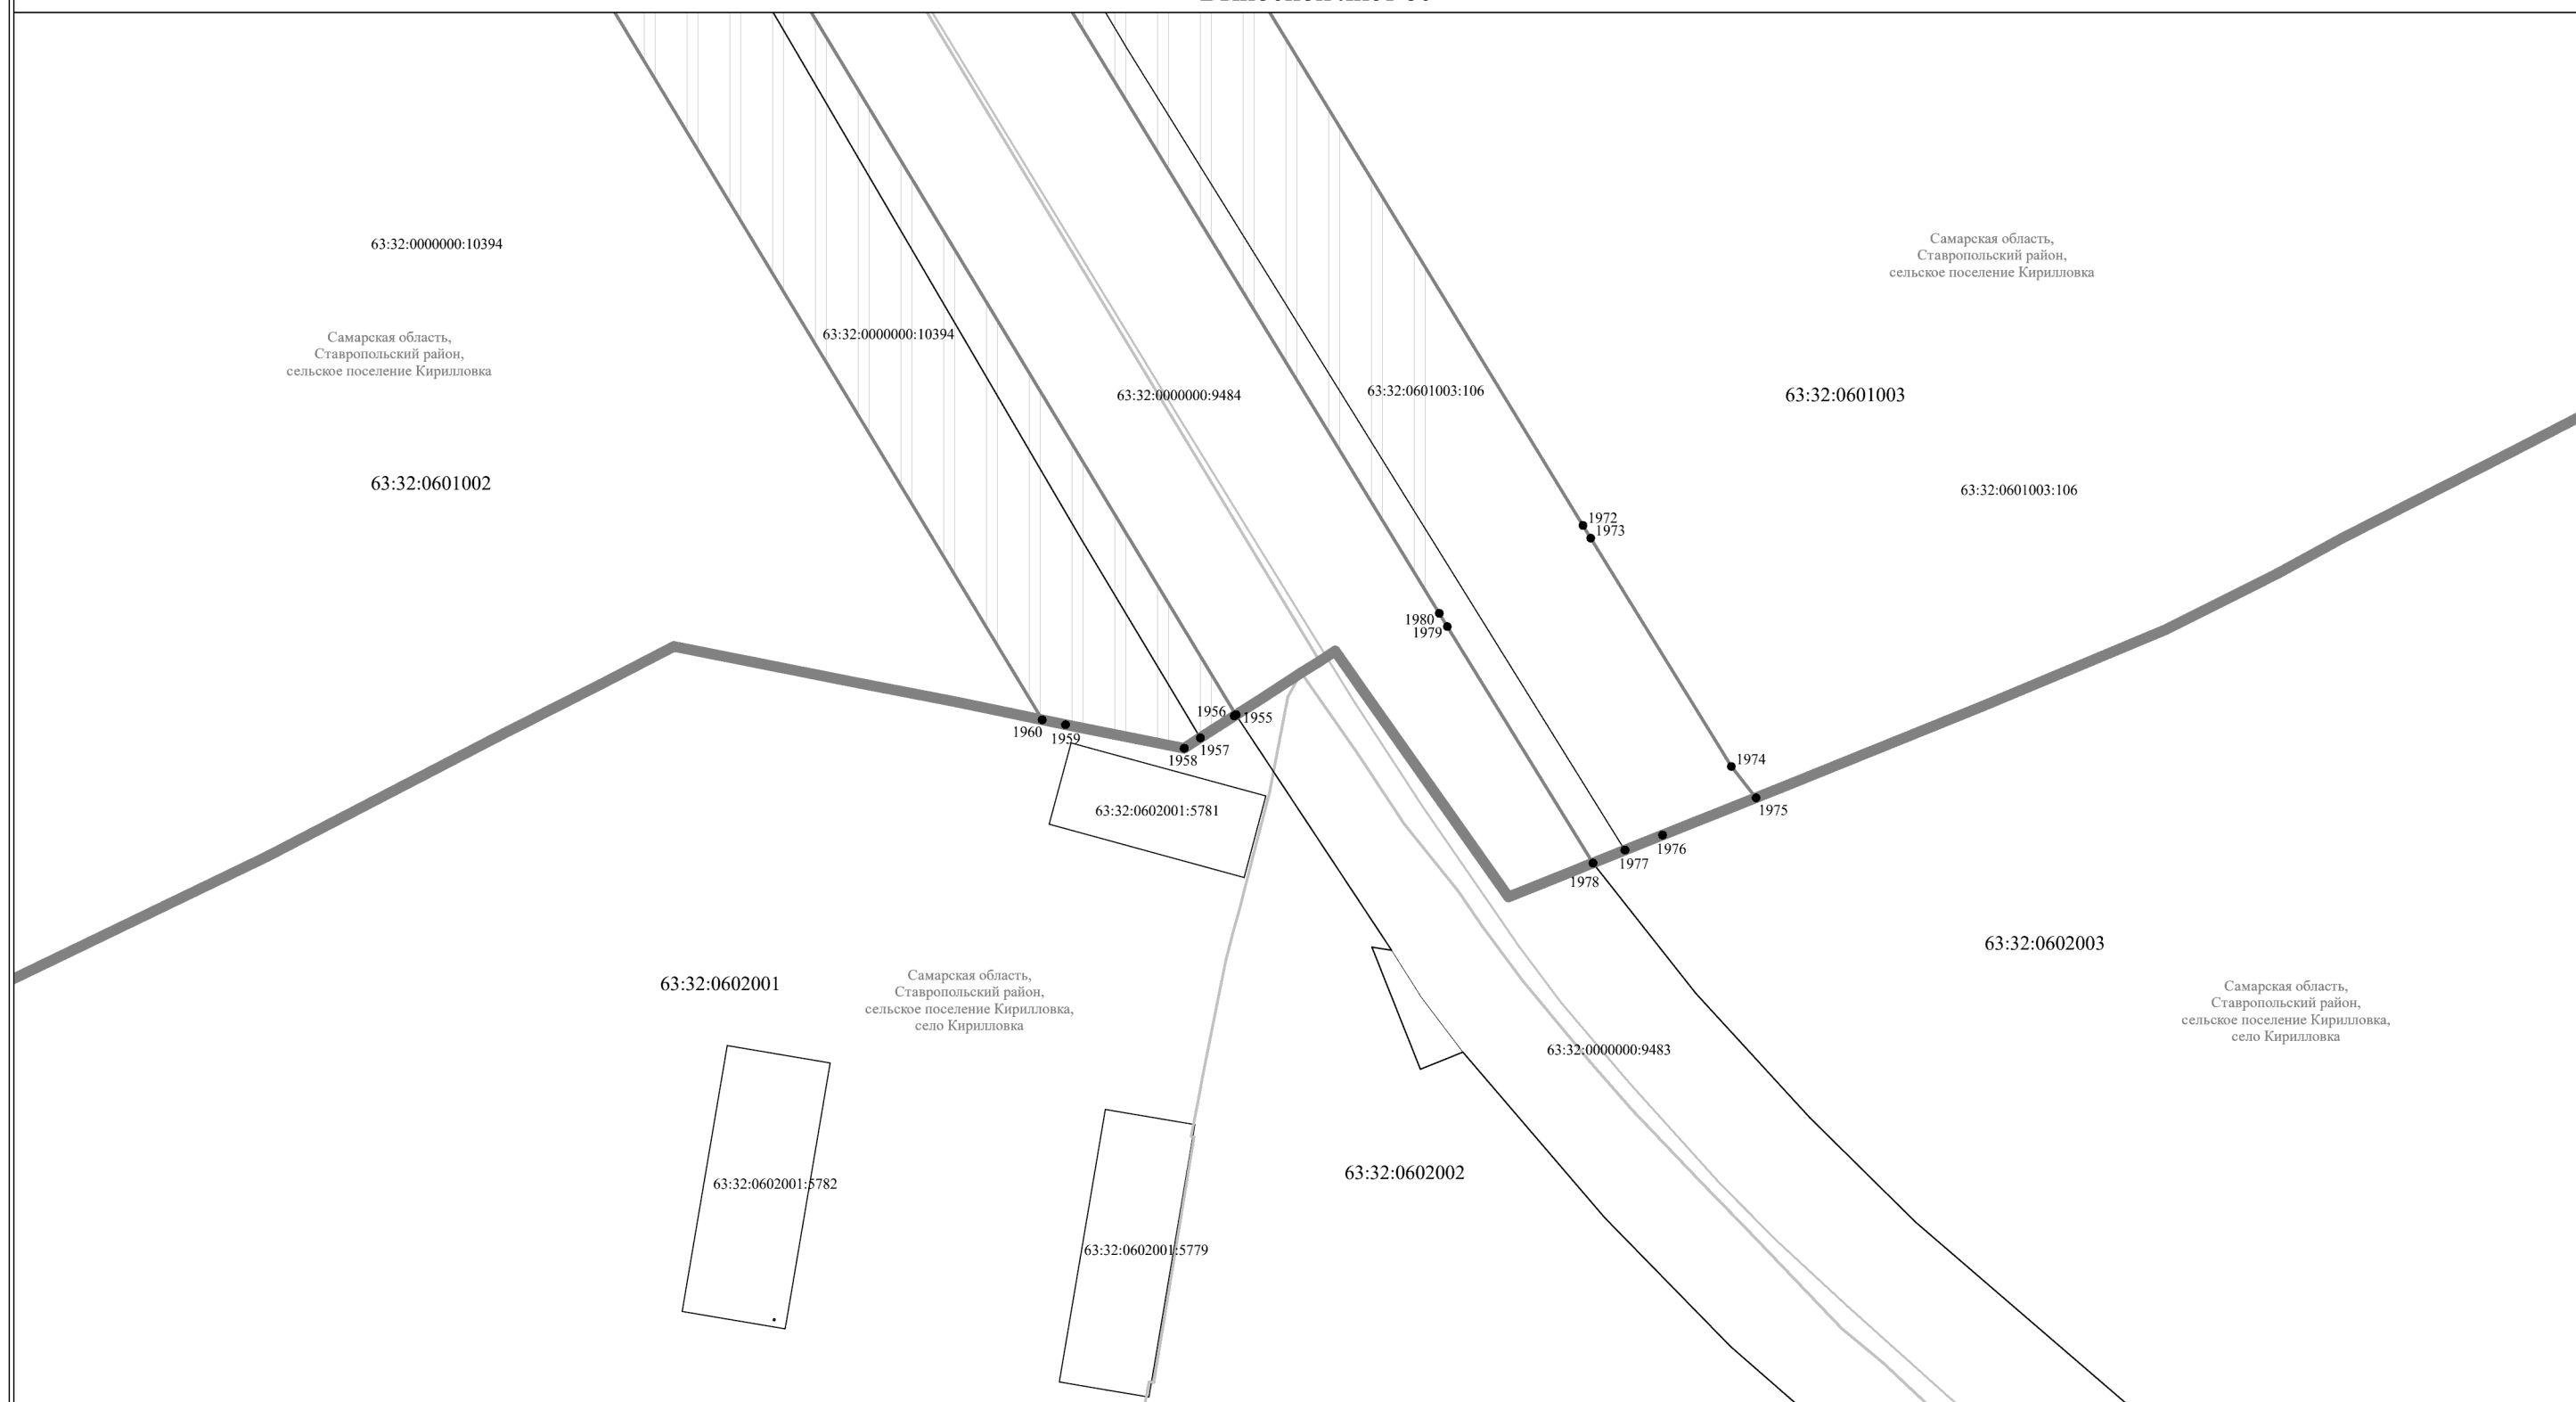 63:32:0000000:10394
Самарская область,
Ставропольский район,
сельское поселение Кирилловка
63:32:0601002
63:32:0000000:10394
63:32:0000000:9484
63:32:0601003:106
Самарская область,
Ставропольский район,
сельское поселение Кирилловка
63:32:0601003
63:32:0601003:106
1972
1973
1980
1979
1974
1975
1976
1977
1978
1956
1955
1957
1958
1959
1960
63:32:0602001:5781
63:32:0602001
Самарская область,
Ставропольский район,
сельское поселение Кирилловка,
село Кирилловка
63:32:0602003
Самарская область,
Ставропольский район,
сельское поселение Кирилловка,
село Кирилловка
63:32:0000000:9483
63:32:0602002
63:32:0602001:5782
63:32:0602001:5779